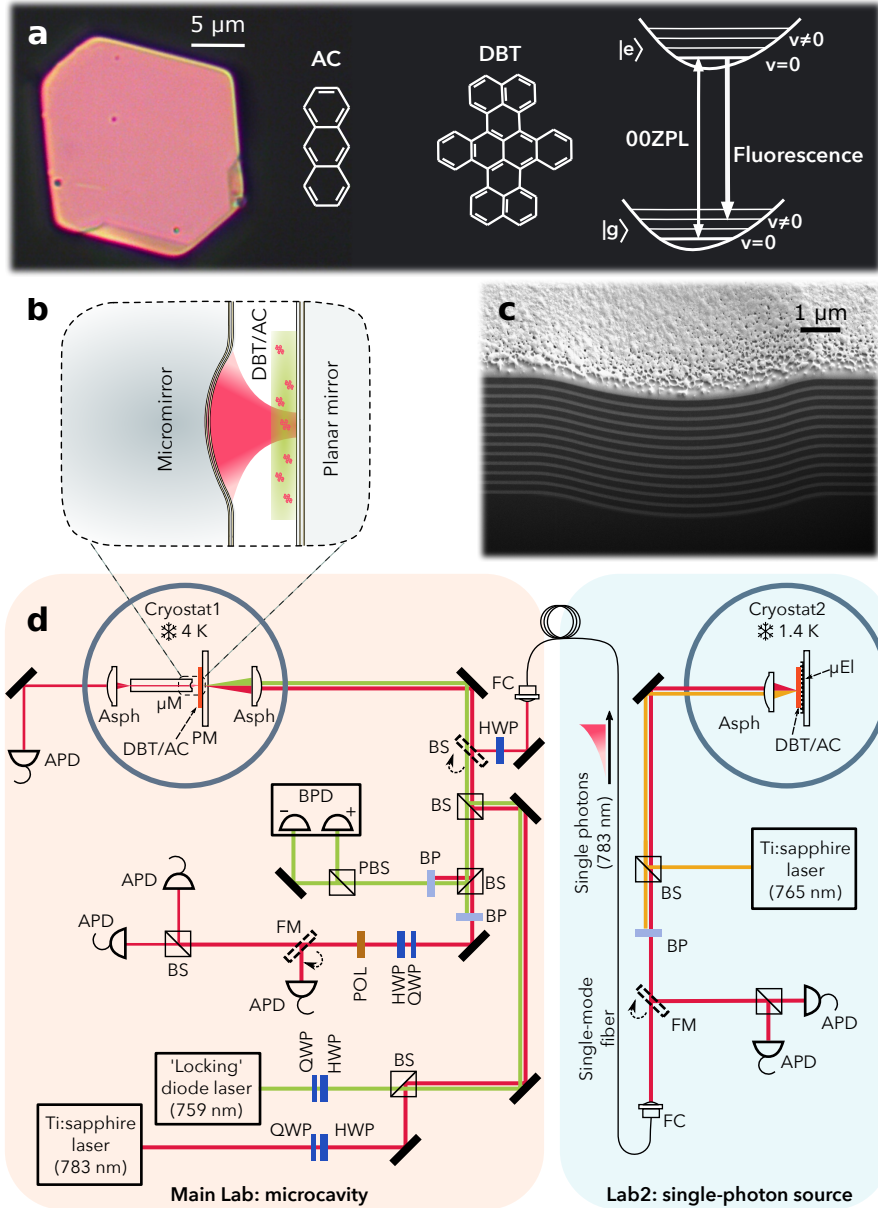 a
5 μm
AC
DBT
|e⟩
v≠0
v=0
00ZPL
Fluorescence
|g⟩
v≠0
v=0
b
Micromirror
DBT/AC
Planar mirror
c
1 μm
d
Cryostat1
4 K
Asph
μM
PM
Asph
DBT/AC
APD
FC
HWP
BS
BS
BPD
−
+
PBS
BP
BS
BP
APD
APD
BS
FM
APD
POL
HWP
QWP
'Locking'
diode laser
(759 nm)
QWP
HWP
BS
Ti:sapphire
laser
(783 nm)
QWP
HWP
Main Lab: microcavity
Cryostat2
1.4 K
μEl
Asph
DBT/AC
Single photons
(783 nm)
Ti:sapphire
laser
(765 nm)
BS
BP
FM
APD
APD
Single-mode
fiber
FC
Lab2: single-photon source